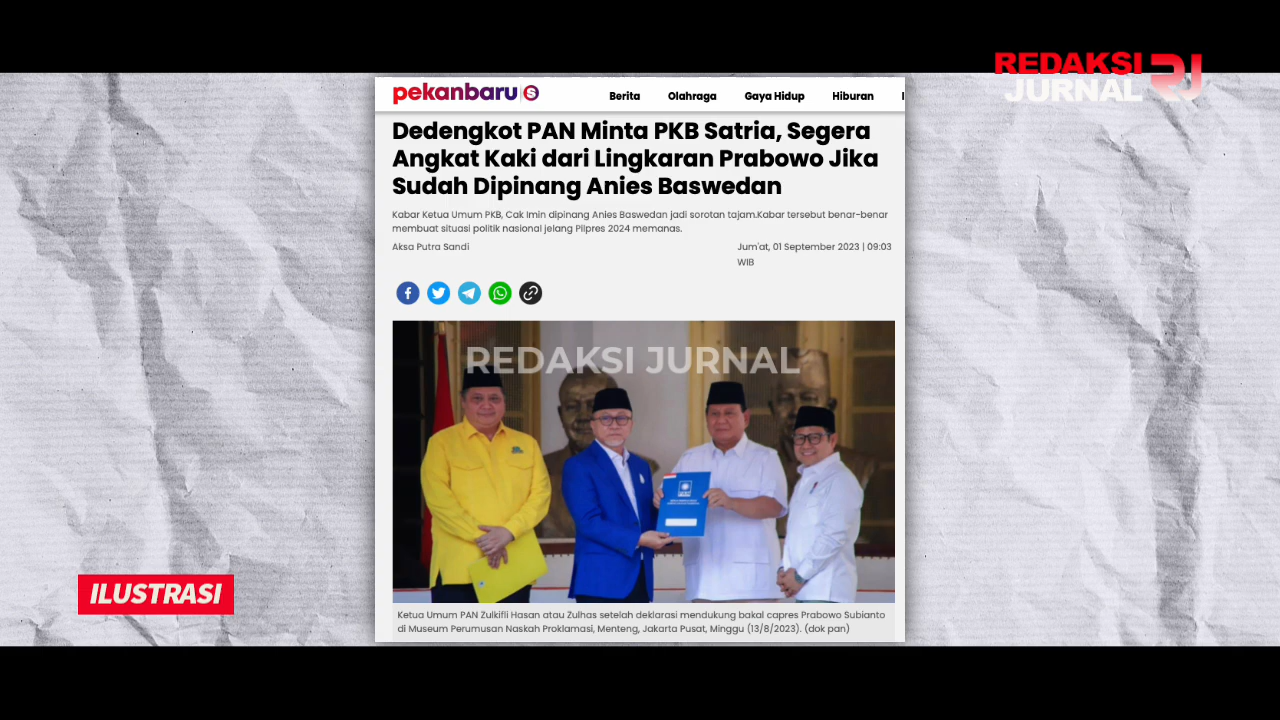 REDAKSI
JURNAL
RJ
pekanbaru S
Berita Olahraga Gaya Hidup Hiburan
Dedengkot PAN Minta PKB Satria, Segera
Angkat Kaki dari Lingkaran Prabowo Jika
Sudah Dipinang Anies Baswedan
Kabar Ketua Umum PKB, Cak Imin dipinang Anies Baswedan jadi sorotan tajam.Kabar tersebut benar-benar
membuat situasi politik nasional jelang Pilpres 2024 memanas.
Aksa Putra Sandi
Jum'at, 01 September 2023 | 09:03
WIB
REDAKSI JURNAL
ILUSTRASI
Ketua Umum PAN Zulkifli Hasan atau Zulhas setelah deklarasi mendukung bakal capres Prabowo Subianto
di Museum Perumusan Naskah Proklamasi, Menteng, Jakarta Pusat, Minggu (13/8/2023). (dok pan)